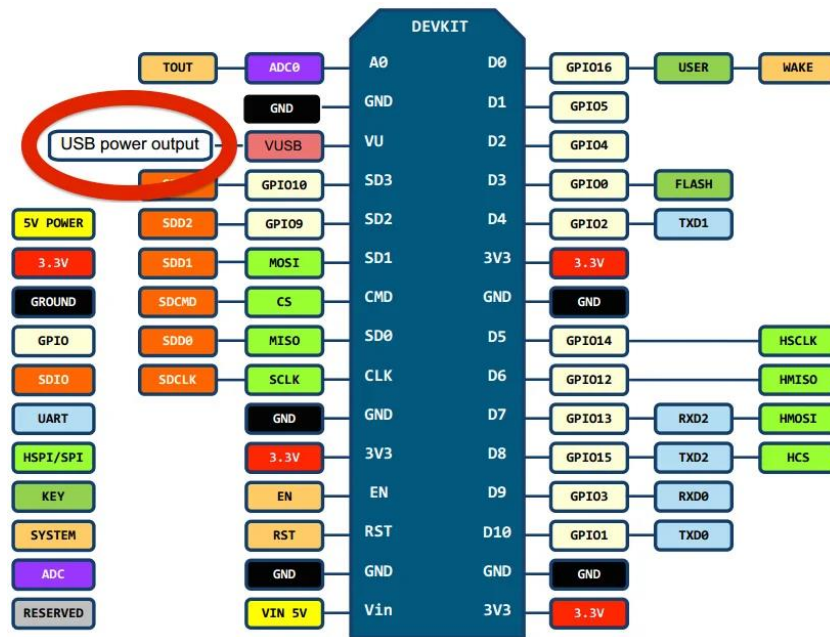 DEVKIT
TOUT ADC0 A0 D0 GPIO16 USER WAKE
GND GND D1 GPIO5
USB power output VUSB VU D2 GPIO4
GPIO10 SD3 D3 GPIO0 FLASH
5V POWER SDD2 GPIO9 SD2 D4 GPIO2 TXD1
3.3V SDD1 MOSI SD1 3V3 3.3V
GROUND SDCMD CS CMD GND GND
GPIO SDD0 MISO SD0 D5 GPIO14 HSCLK
SDIO SDCLK SCLK CLK D6 GPIO12 HMISO
UART GND GND D7 GPIO13 RXD2 HMOSI
HSPI/SPI 3.3V 3V3 D8 GPIO15 TXD2 HCS
KEY EN EN D9 GPIO3 RXD0
SYSTEM RST RST D10 GPIO1 TXD0
ADC GND GND GND GND
RESERVED VIN 5V Vin 3V3 3.3V